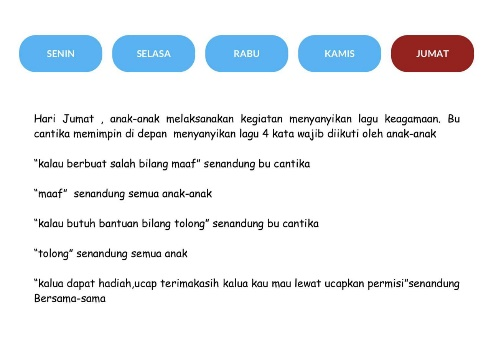 SENIN
SELASA
RABU
KAMIS
JUMAT
Hari Jumat , anak-anak melaksanakan kegiatan menyanyikan lagu keagamaan. Bu
cantika memimpin di depan menyanyikan lagu 4 kata wajib diikuti oleh anak-anak
“kalau berbuat salah bilang maaf” senandung bu cantika
“maaf” senandung semua anak-anak
“kalau butuh bantuan bilang tolong” senandung bu cantika
“tolong” senandung semua anak
“kalua dapat hadiah,ucap terimakasih kalua kau mau lewat ucapkan permisi”senandung
Bersama-sama